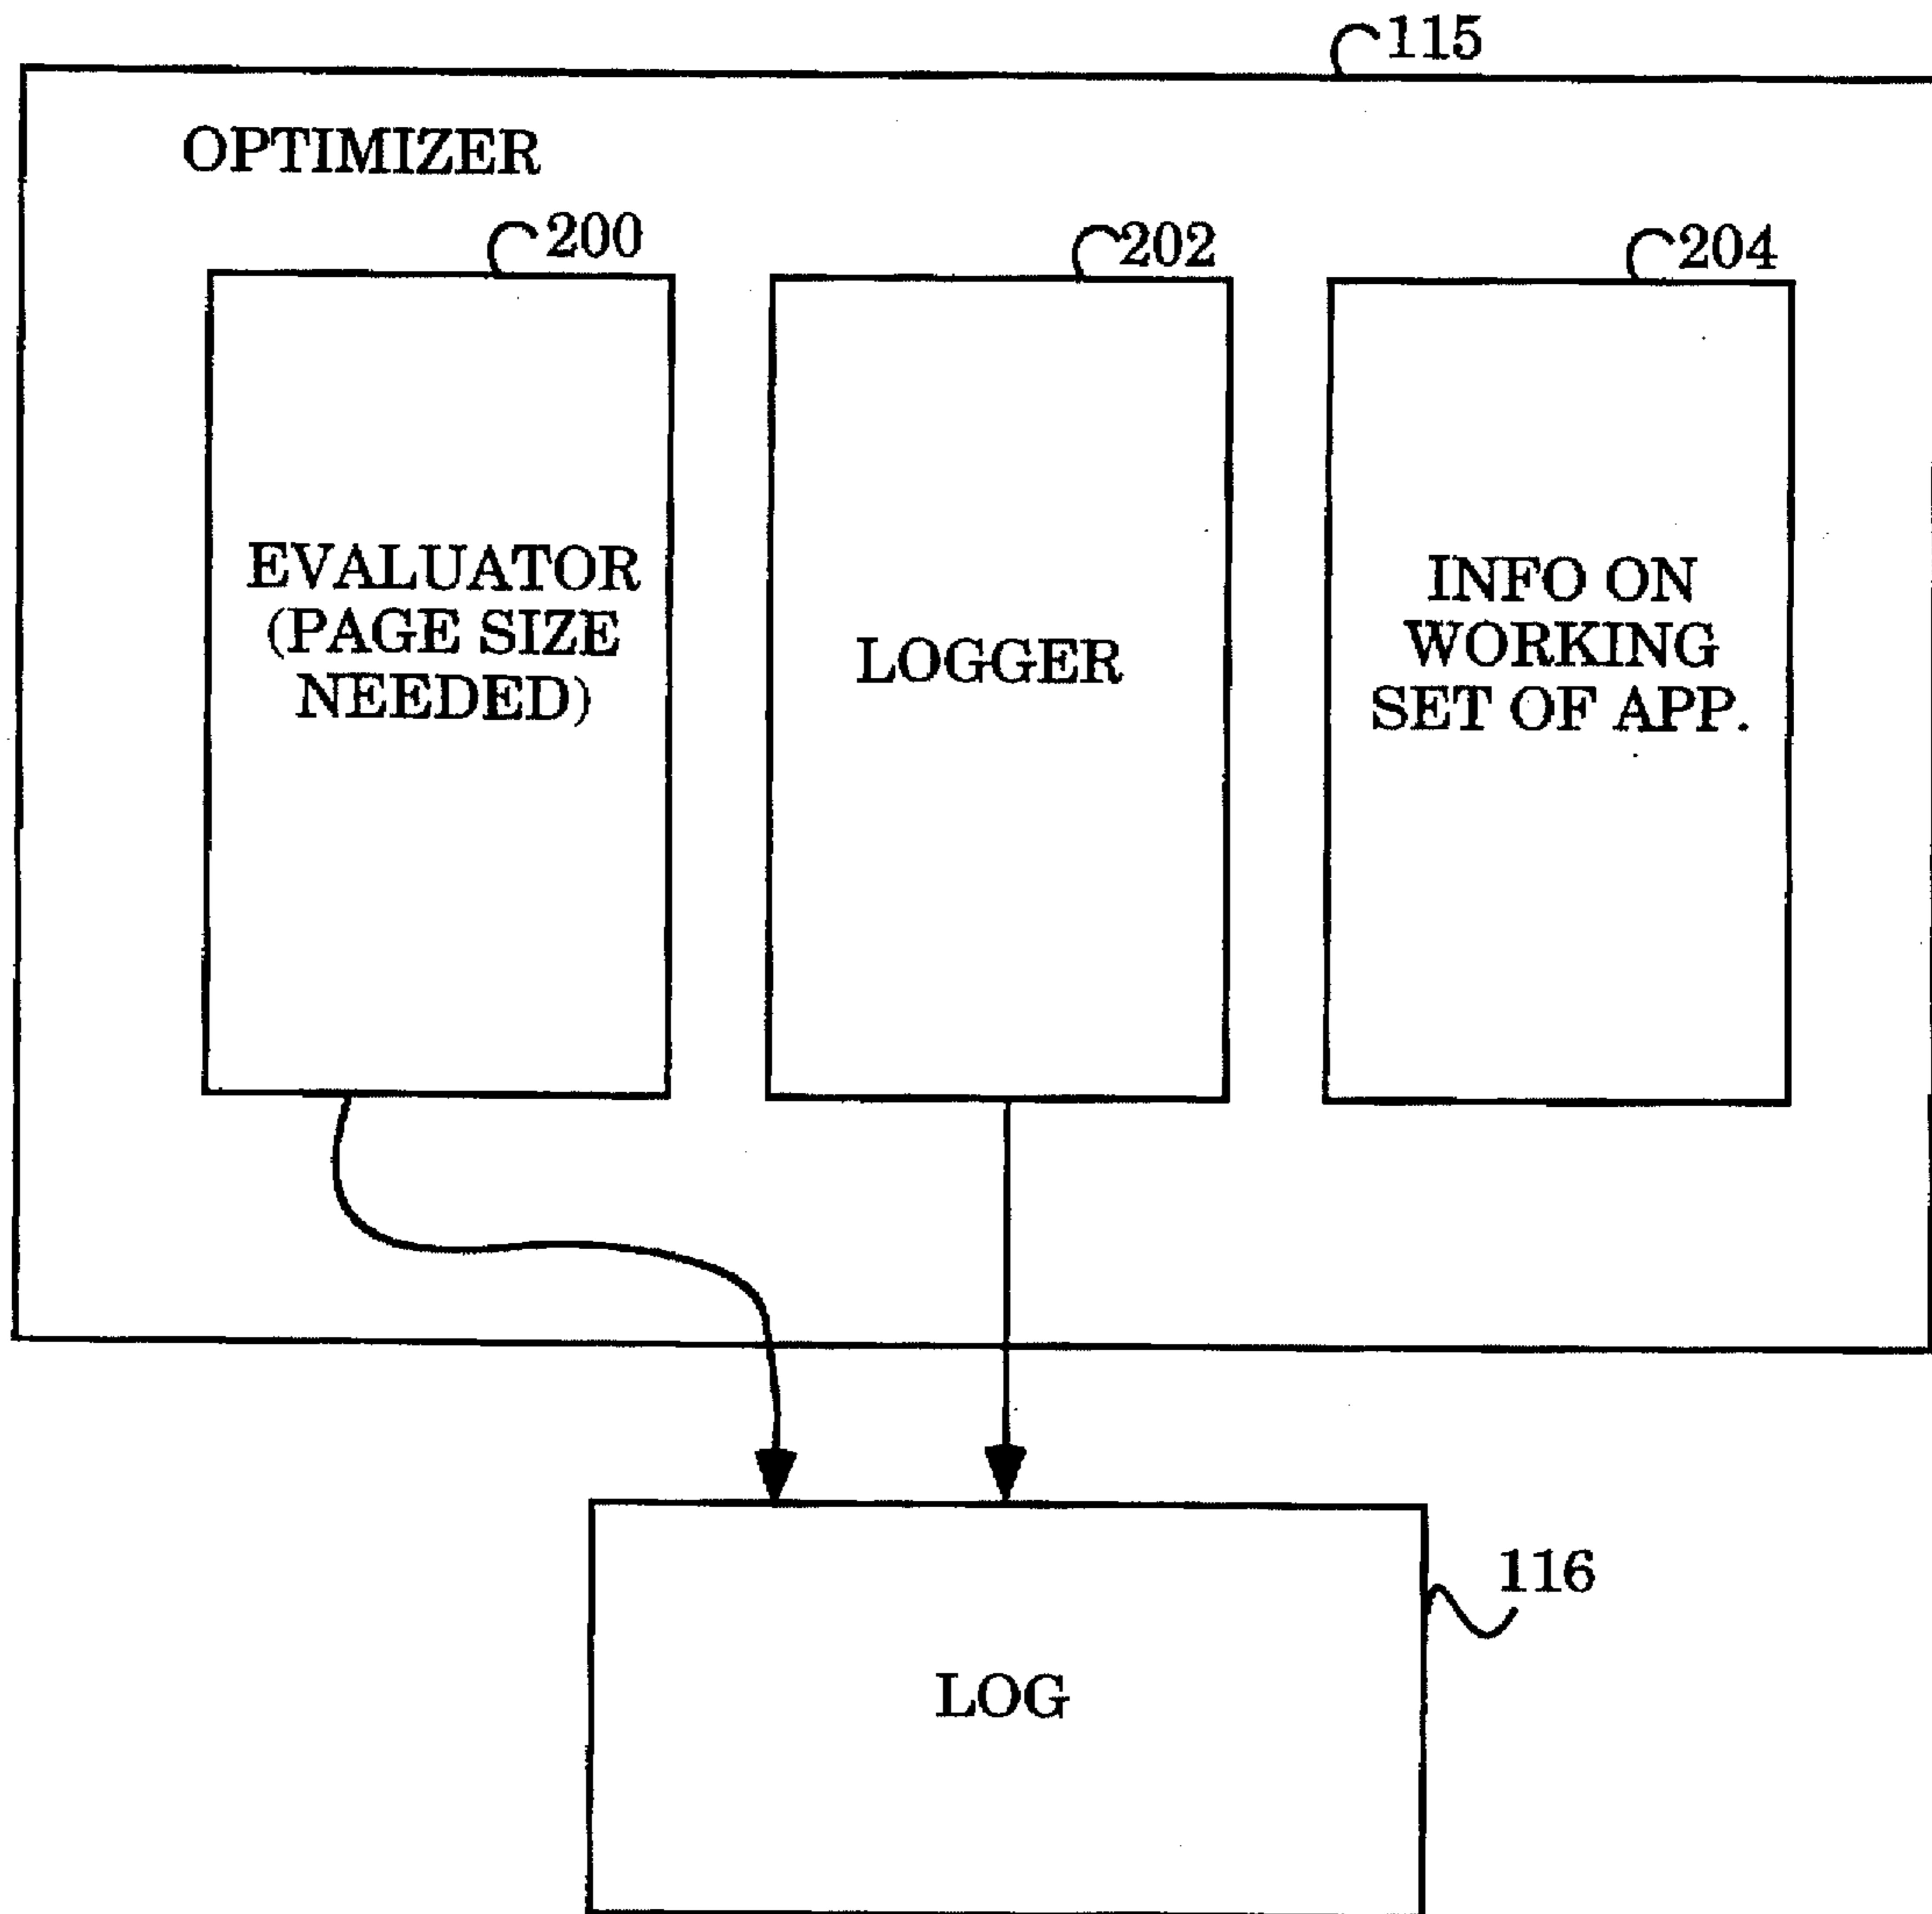 115
OPTIMIZER
200
202
204
EVALUATOR
(PAGE SIZE
NEEDED)
LOGGER
INFO ON
WORKING
SET OF APP.
116
LOG